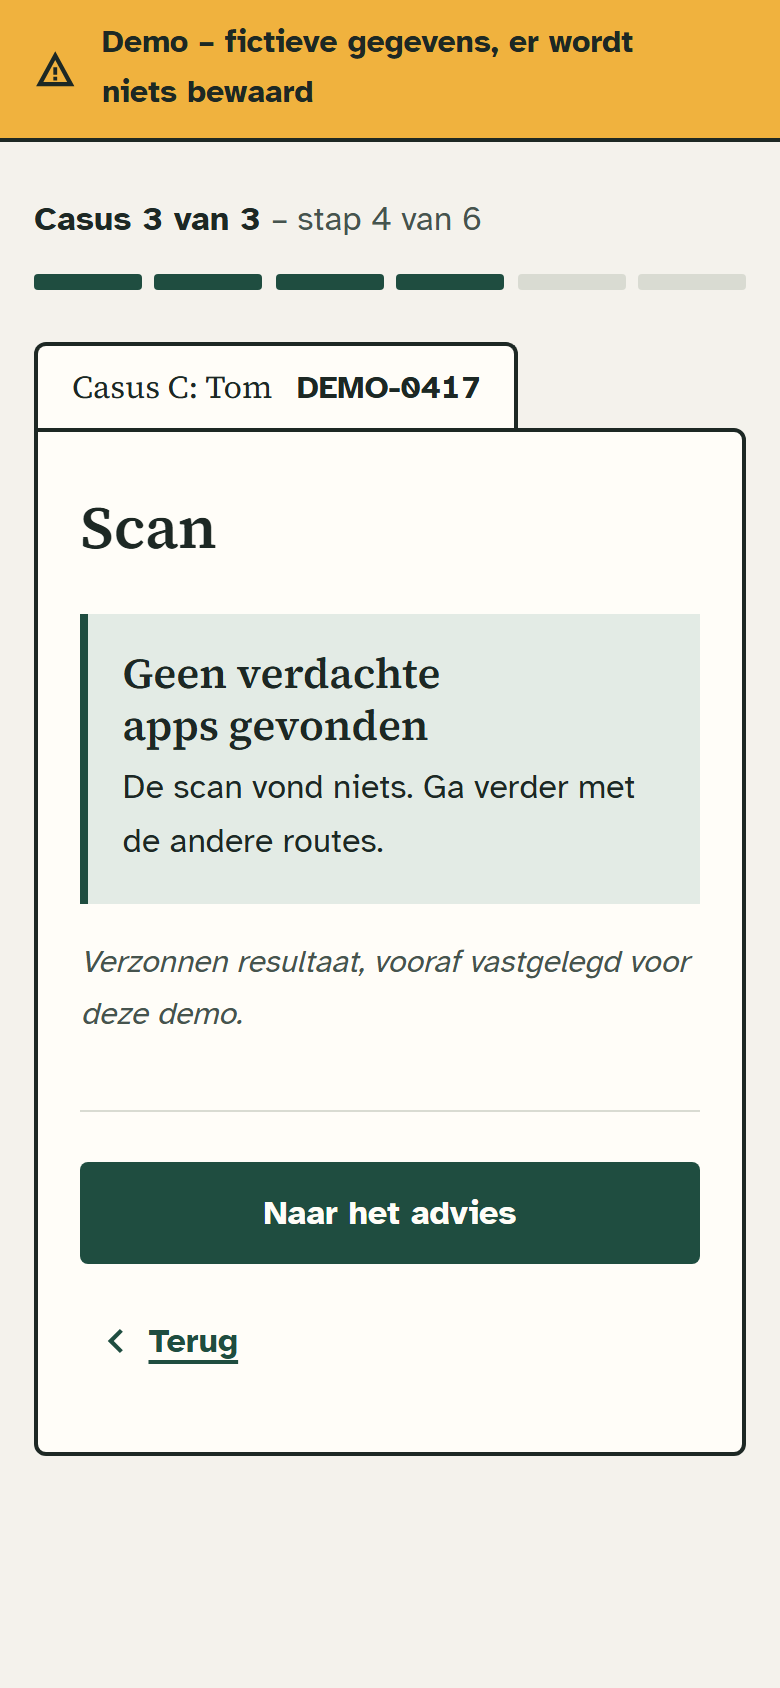 Demo – fictieve gegevens, er wordt
niets bewaard
Casus 3 van 3 – stap 4 van 6
Casus C: Tom DEMO-0417
Scan
Geen verdachte
apps gevonden
De scan vond niets. Ga verder met
de andere routes.
Verzonnen resultaat, vooraf vastgelegd voor
deze demo.
Naar het advies
Terug